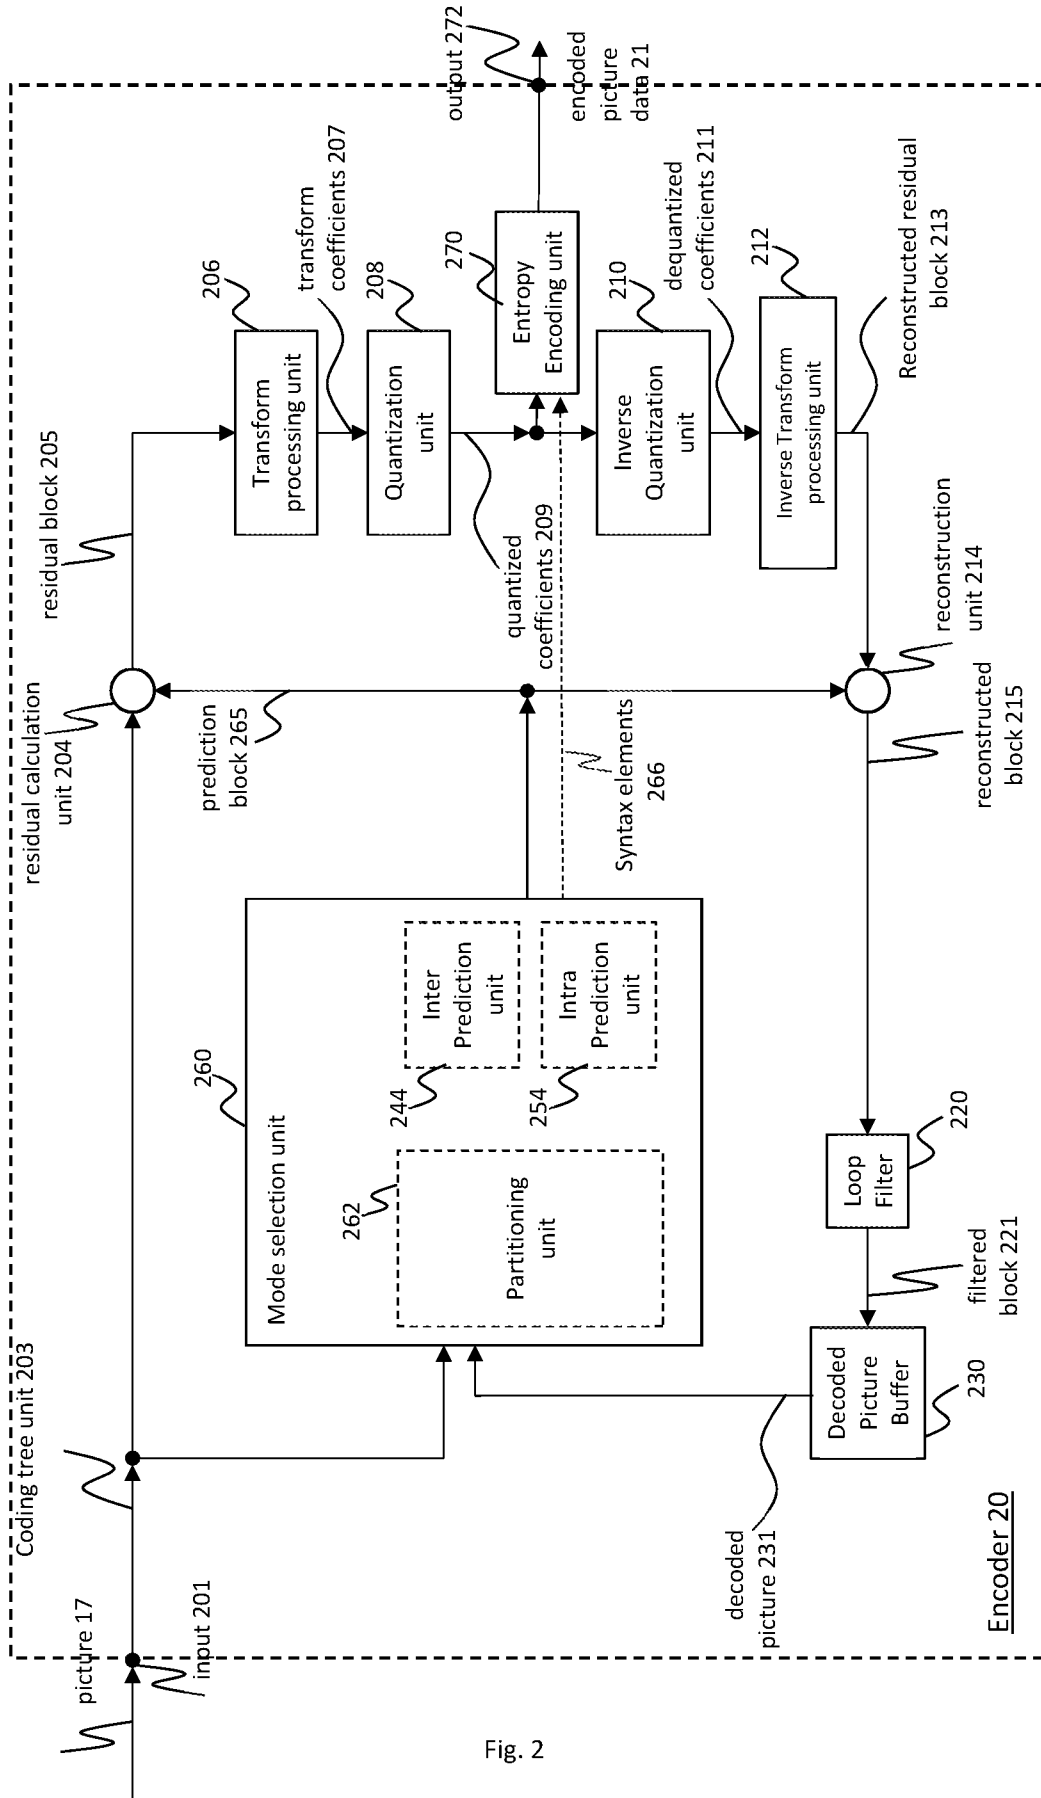 picture 17
input 201
Coding tree unit 203
residual calculation
unit 204
residual block 205
Transform
processing unit
206
transform
coefficients 207
Quantization
unit
208
quantized
coefficients 209
Entropy
Encoding unit
270
output 272
encoded
picture
data 21
Inverse
Quantization
unit
210
dequantized
coefficients 211
Inverse Transform
processing unit
212
Reconstructed residual
block 213
reconstruction
unit 214
reconstructed
block 215
prediction
block 265
Syntax elements
266
Mode selection unit
260
Partitioning
unit
262
Inter
Prediction
unit
244
Intra
Prediction
unit
254
Loop
Filter
220
filtered
block 221
Decoded
Picture
Buffer
230
decoded
picture 231
Encoder 20
Fig. 2